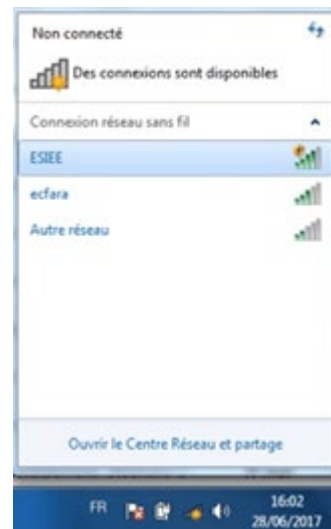 Non connecté
Des connexions sont disponibles
Connexion réseau sans fil
ESIEE
ecfara
Autre réseau
Ouvrir le Centre Réseau et partage
FR
16:02
28/06/2017